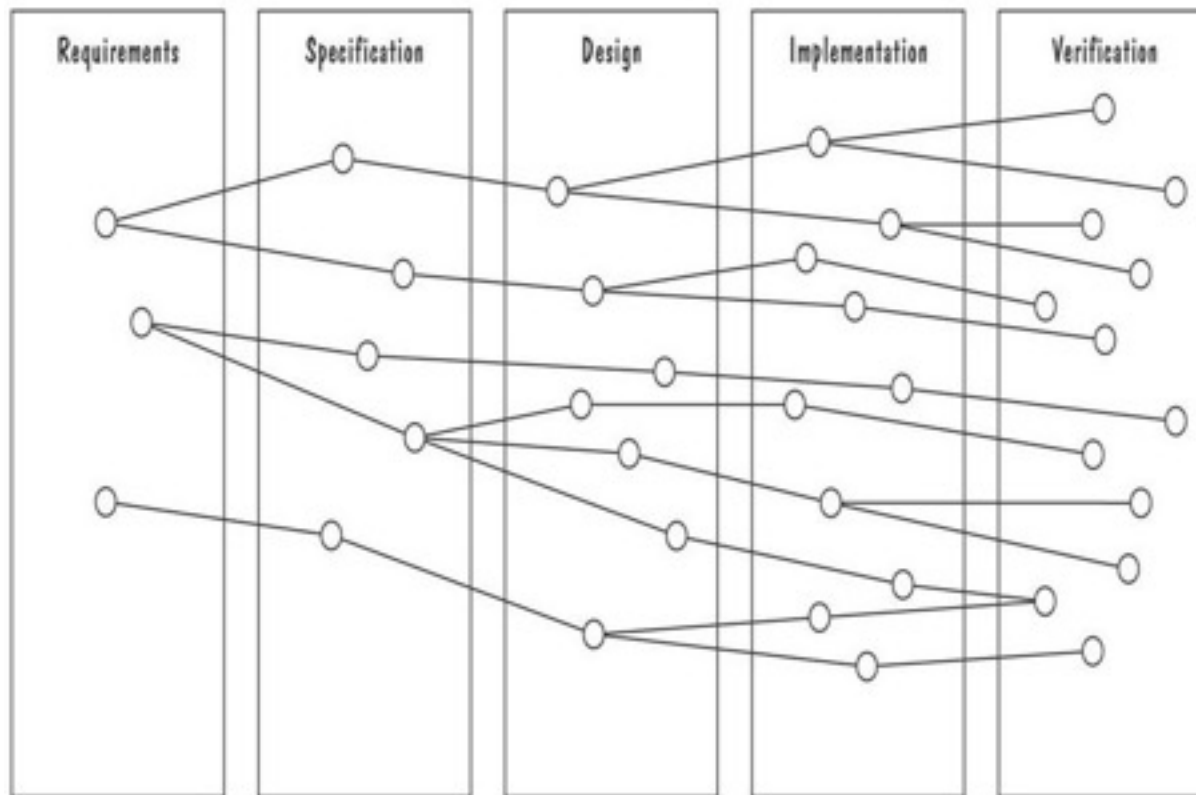 Requirements
Specification
Design
Implementation
Verification